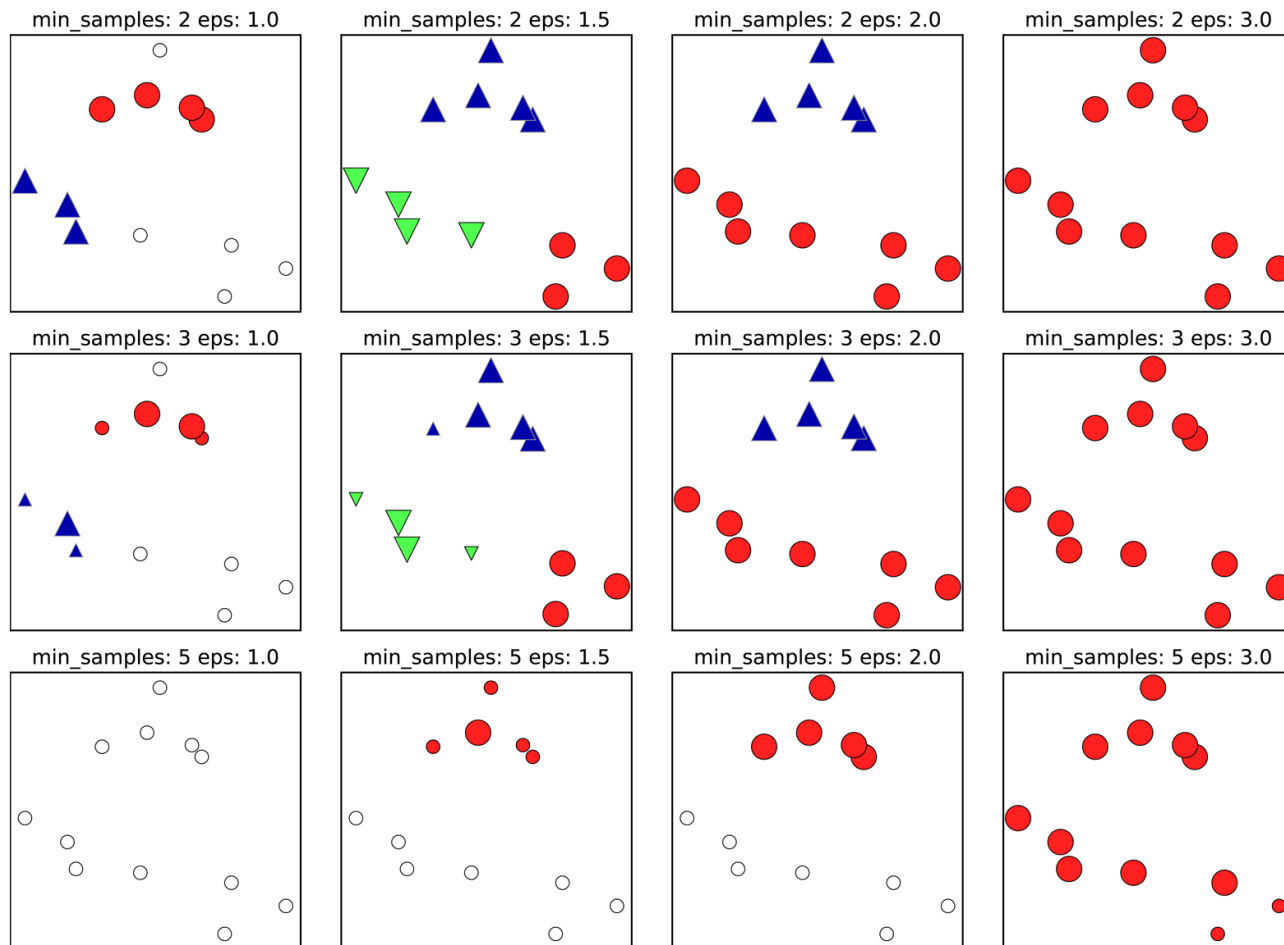 min_samples: 2 eps: 1.0
min_samples: 2 eps: 1.5
min_samples: 2 eps: 2.0
min_samples: 2 eps: 3.0
min_samples: 3 eps: 1.0
min_samples: 3 eps: 1.5
min_samples: 3 eps: 2.0
min_samples: 3 eps: 3.0
min_samples: 5 eps: 1.0
min_samples: 5 eps: 1.5
min_samples: 5 eps: 2.0
min_samples: 5 eps: 3.0